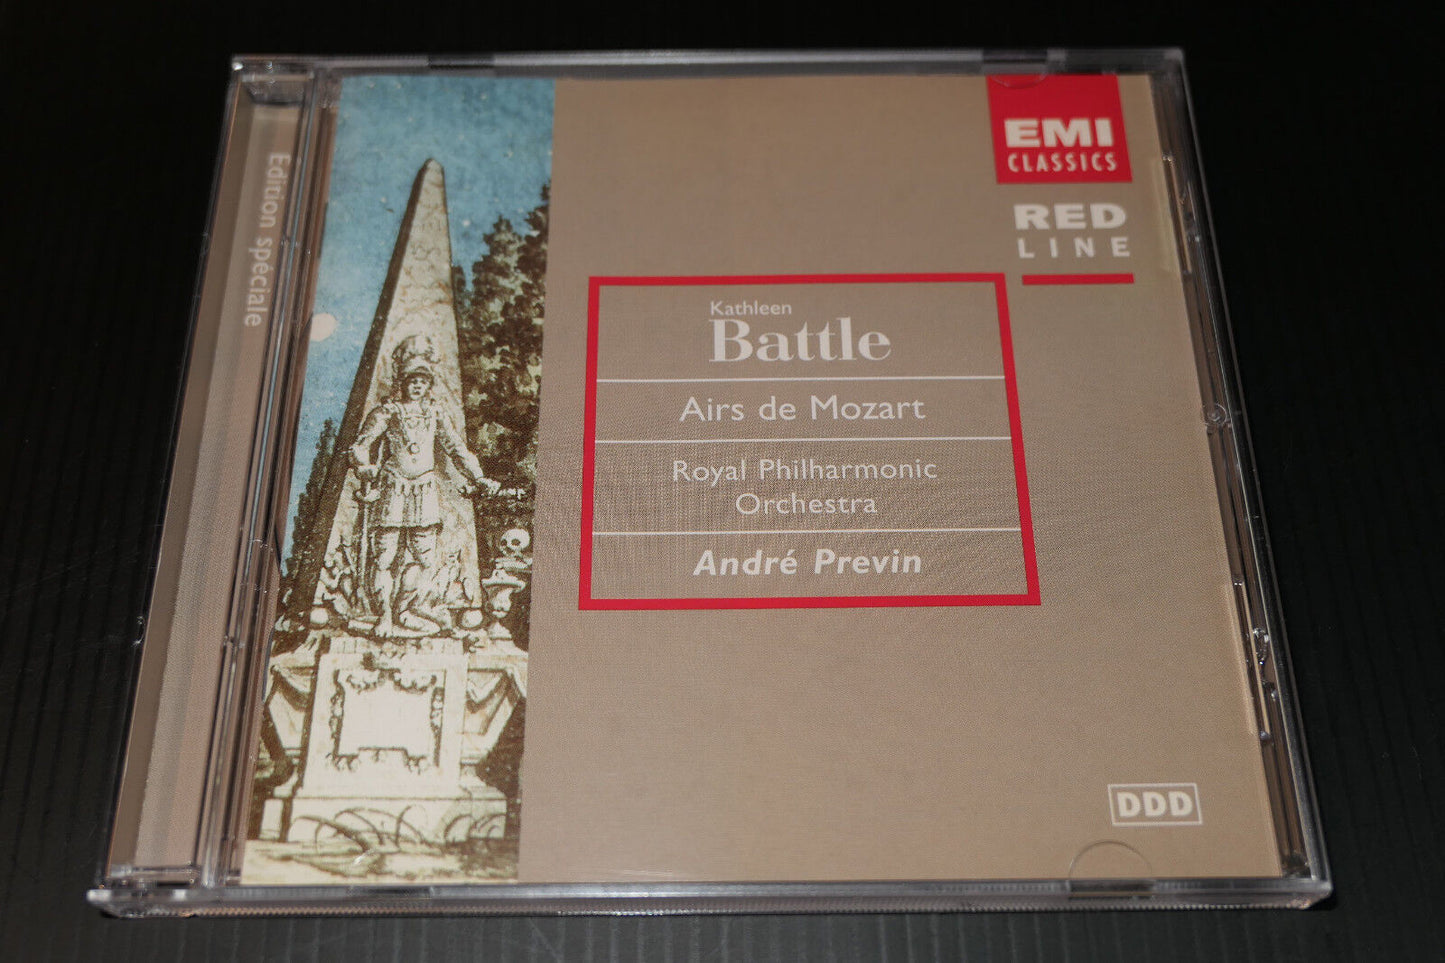 Edition spéciale
EMI
CLASSICS
RED
LINE
Kathleen
Battle
Airs de Mozart
Royal Philharmonic
Orchestra
André Previn
DDD